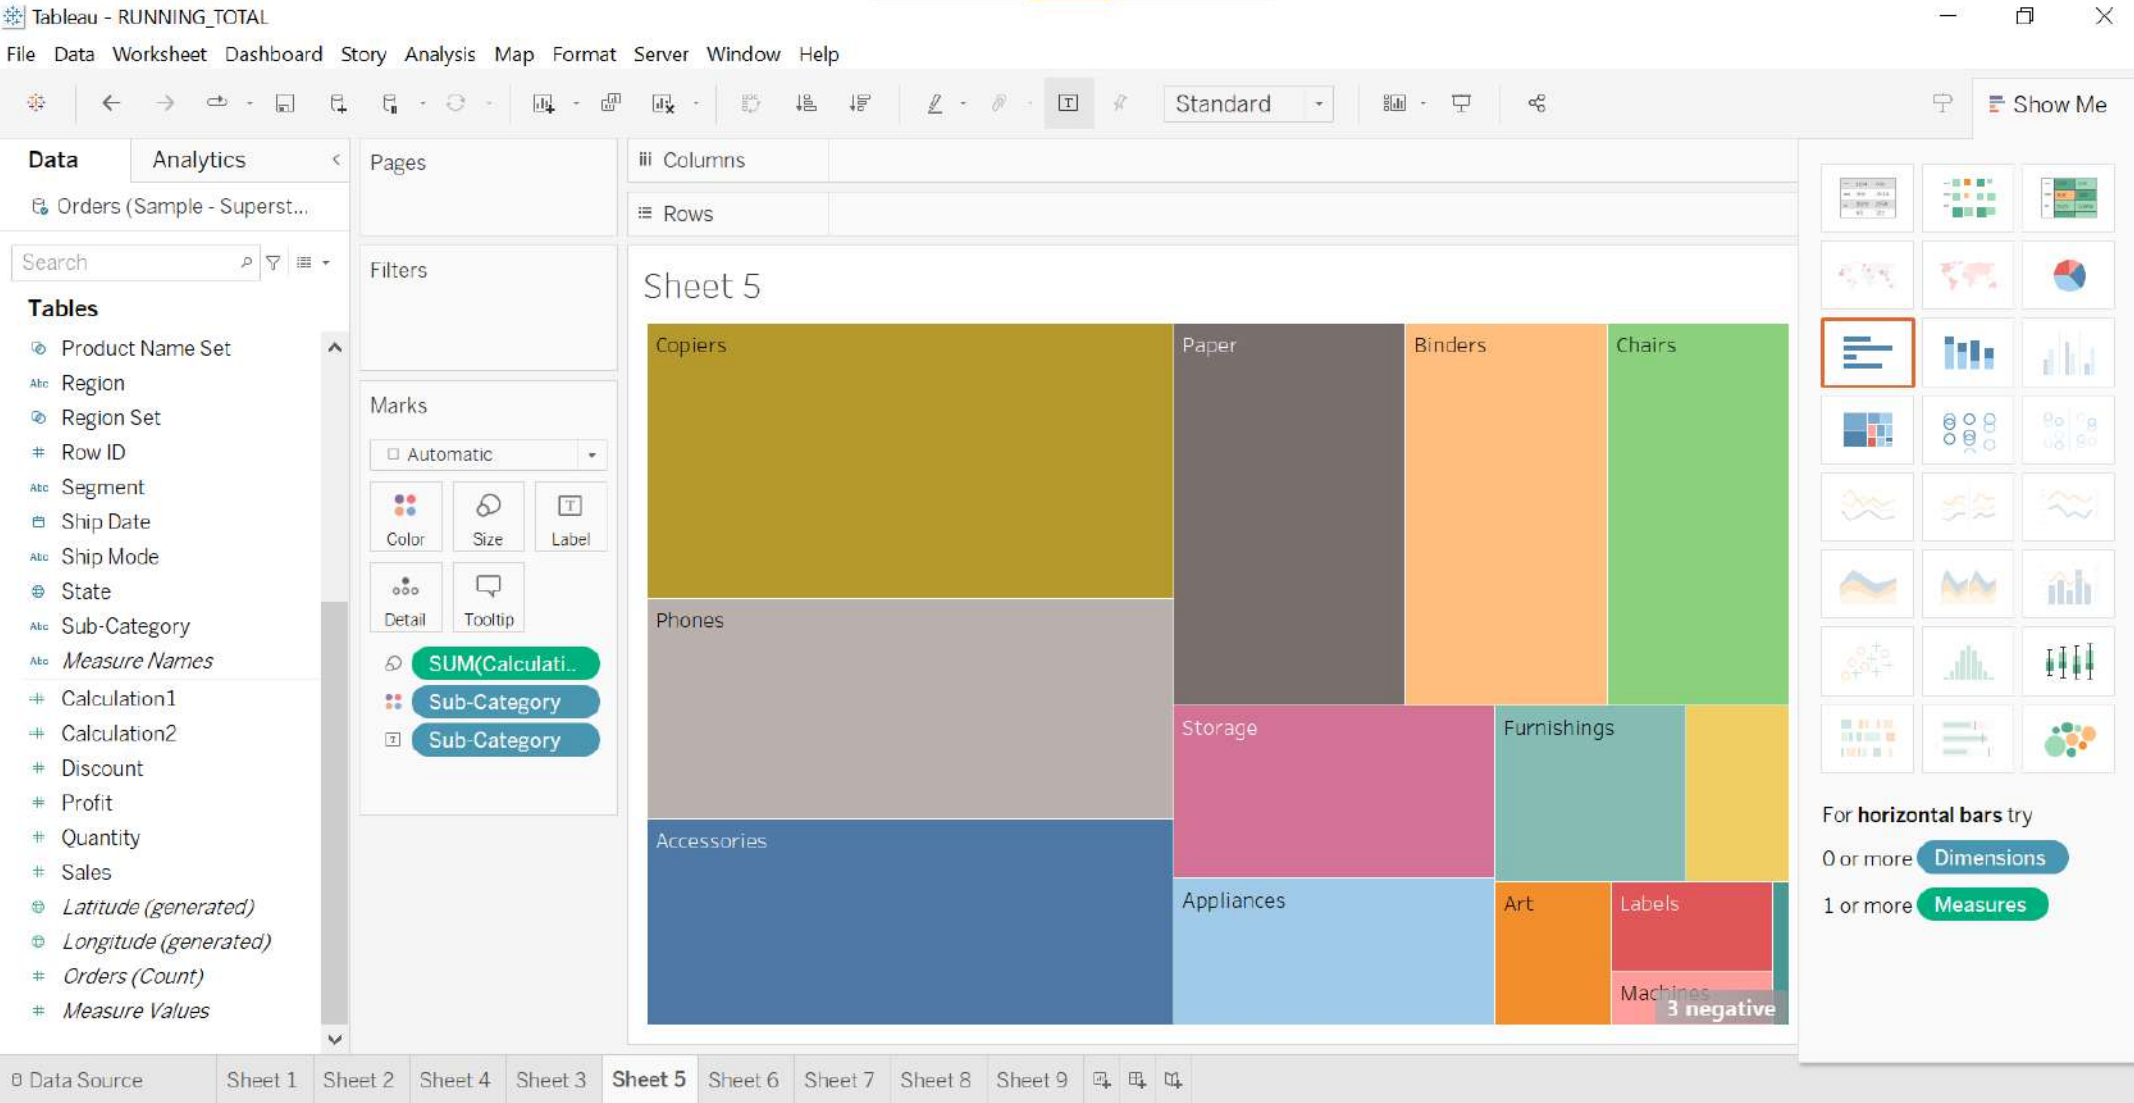 Tableau - RUNNING_TOTAL
File Data Worksheet Dashboard Story Analysis Map Format Server Window Help
Standard
Show Me
Data
Analytics
Orders (Sample - Superst...
Search
Tables
Product Name Set
Abc Region
Region Set
# Row ID
Abc Segment
Ship Date
Abc Ship Mode
State
Abc Sub-Category
Abc Measure Names
Calculation1
Calculation2
# Discount
# Profit
# Quantity
# Sales
Latitude (generated)
Longitude (generated)
# Orders (Count)
# Measure Values
Pages
Filters
Marks
Automatic
Color
Size
Label
Detail
Tooltip
SUM(Calculati..
Sub-Category
Sub-Category
Columns
Rows
Sheet 5
Copiers
Paper
Binders
Chairs
Phones
Storage
Furnishings
Accessories
Appliances
Art
Labels
Machines
3 negative
For horizontal bars try
0 or more Dimensions
1 or more Measures
Data Source
Sheet 1
Sheet 2
Sheet 4
Sheet 3
Sheet 5
Sheet 6
Sheet 7
Sheet 8
Sheet 9